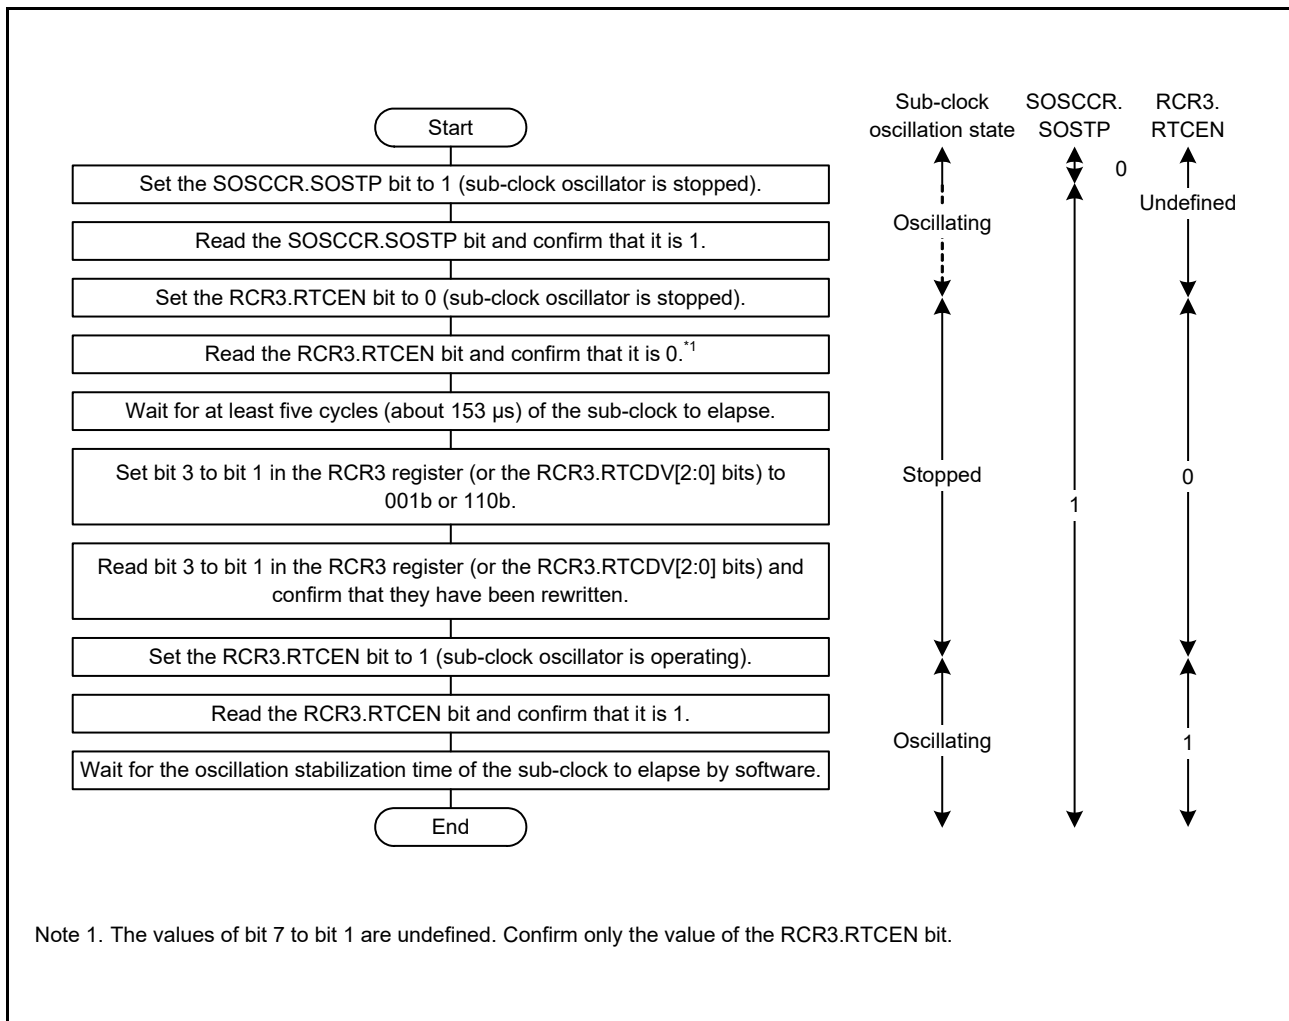 Start
Set the SOSCCR.SOSTP bit to 1 (sub-clock oscillator is stopped).
Read the SOSCCR.SOSTP bit and confirm that it is 1.
Set the RCR3.RTCEN bit to 0 (sub-clock oscillator is stopped).
Read the RCR3.RTCEN bit and confirm that it is 0.*1
Wait for at least five cycles (about 153 µs) of the sub-clock to elapse.
Set bit 3 to bit 1 in the RCR3 register (or the RCR3.RTCDV[2:0] bits) to
001b or 110b.
Read bit 3 to bit 1 in the RCR3 register (or the RCR3.RTCDV[2:0] bits) and
confirm that they have been rewritten.
Set the RCR3.RTCEN bit to 1 (sub-clock oscillator is operating).
Read the RCR3.RTCEN bit and confirm that it is 1.
Wait for the oscillation stabilization time of the sub-clock to elapse by software.
End
Sub-clock
oscillation state
Oscillating
Stopped
Oscillating
SOSCCR.
SOSTP
0
1
RCR3.
RTCEN
Undefined
0
1
Note 1. The values of bit 7 to bit 1 are undefined. Confirm only the value of the RCR3.RTCEN bit.